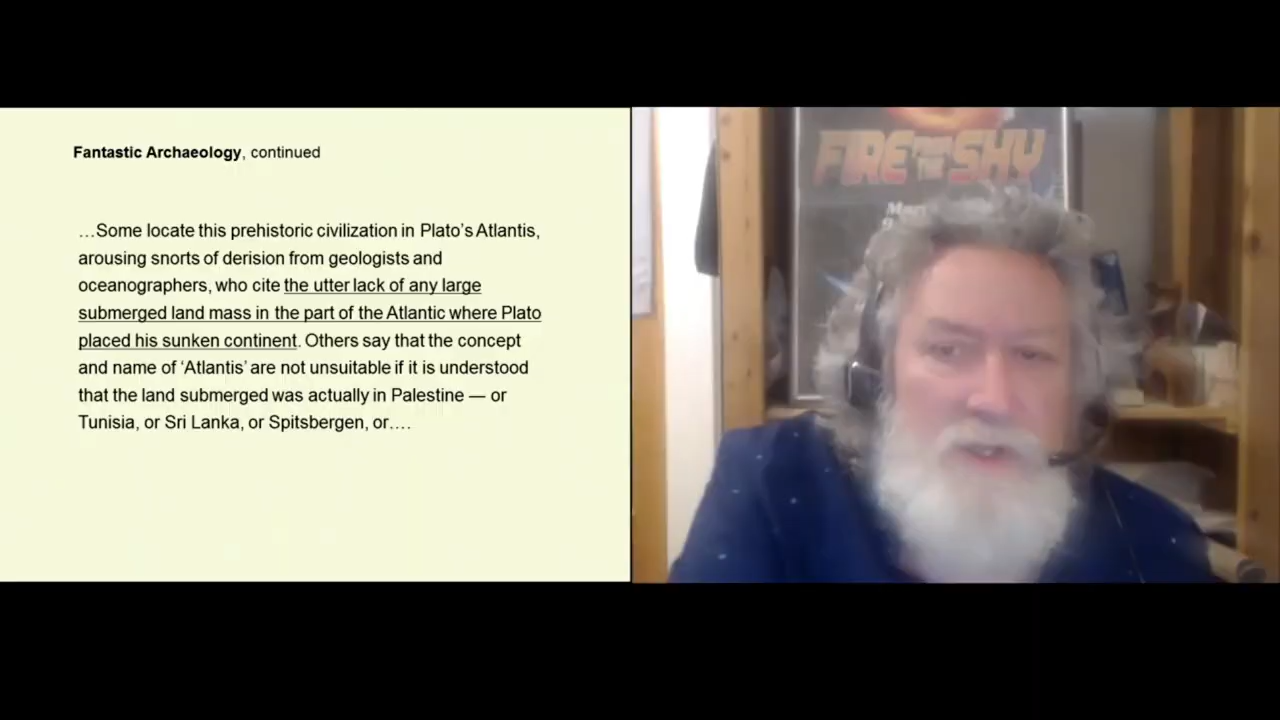 Fantastic Archaeology, continued
…Some locate this prehistoric civilization in Plato's Atlantis,
arousing snorts of derision from geologists and
oceanographers, who cite the utter lack of any large
submerged land mass in the part of the Atlantic where Plato
placed his sunken continent. Others say that the concept
and name of 'Atlantis' are not unsuitable if it is understood
that the land submerged was actually in Palestine — or
Tunisia, or Sri Lanka, or Spitsbergen, or….
FIRE
IN THE
SKY